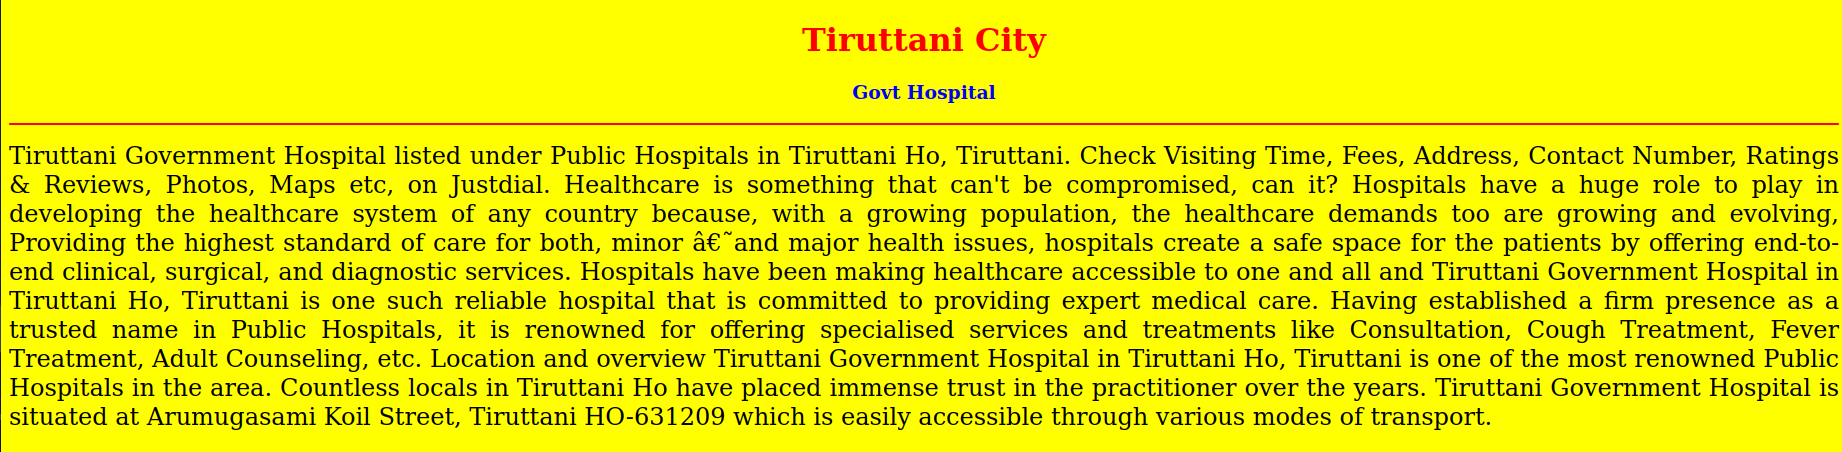 Tiruttani City
Govt Hospital
Tiruttani Government Hospital listed under Public Hospitals in Tiruttani Ho, Tiruttani. Check Visiting Time, Fees, Address, Contact Number, Ratings
& Reviews, Photos, Maps etc, on Justdial. Healthcare is something that can't be compromised, can it? Hospitals have a huge role to play in
developing the healthcare system of any country because, with a growing population, the healthcare demands too are growing and evolving,
Providing the highest standard of care for both, minor â€˜and major health issues, hospitals create a safe space for the patients by offering end-to-
end clinical, surgical, and diagnostic services. Hospitals have been making healthcare accessible to one and all and Tiruttani Government Hospital in
Tiruttani Ho, Tiruttani is one such reliable hospital that is committed to providing expert medical care. Having established a firm presence as a
trusted name in Public Hospitals, it is renowned for offering specialised services and treatments like Consultation, Cough Treatment, Fever
Treatment, Adult Counseling, etc. Location and overview Tiruttani Government Hospital in Tiruttani Ho, Tiruttani is one of the most renowned Public
Hospitals in the area. Countless locals in Tiruttani Ho have placed immense trust in the practitioner over the years. Tiruttani Government Hospital is
situated at Arumugasami Koil Street, Tiruttani HO-631209 which is easily accessible through various modes of transport.